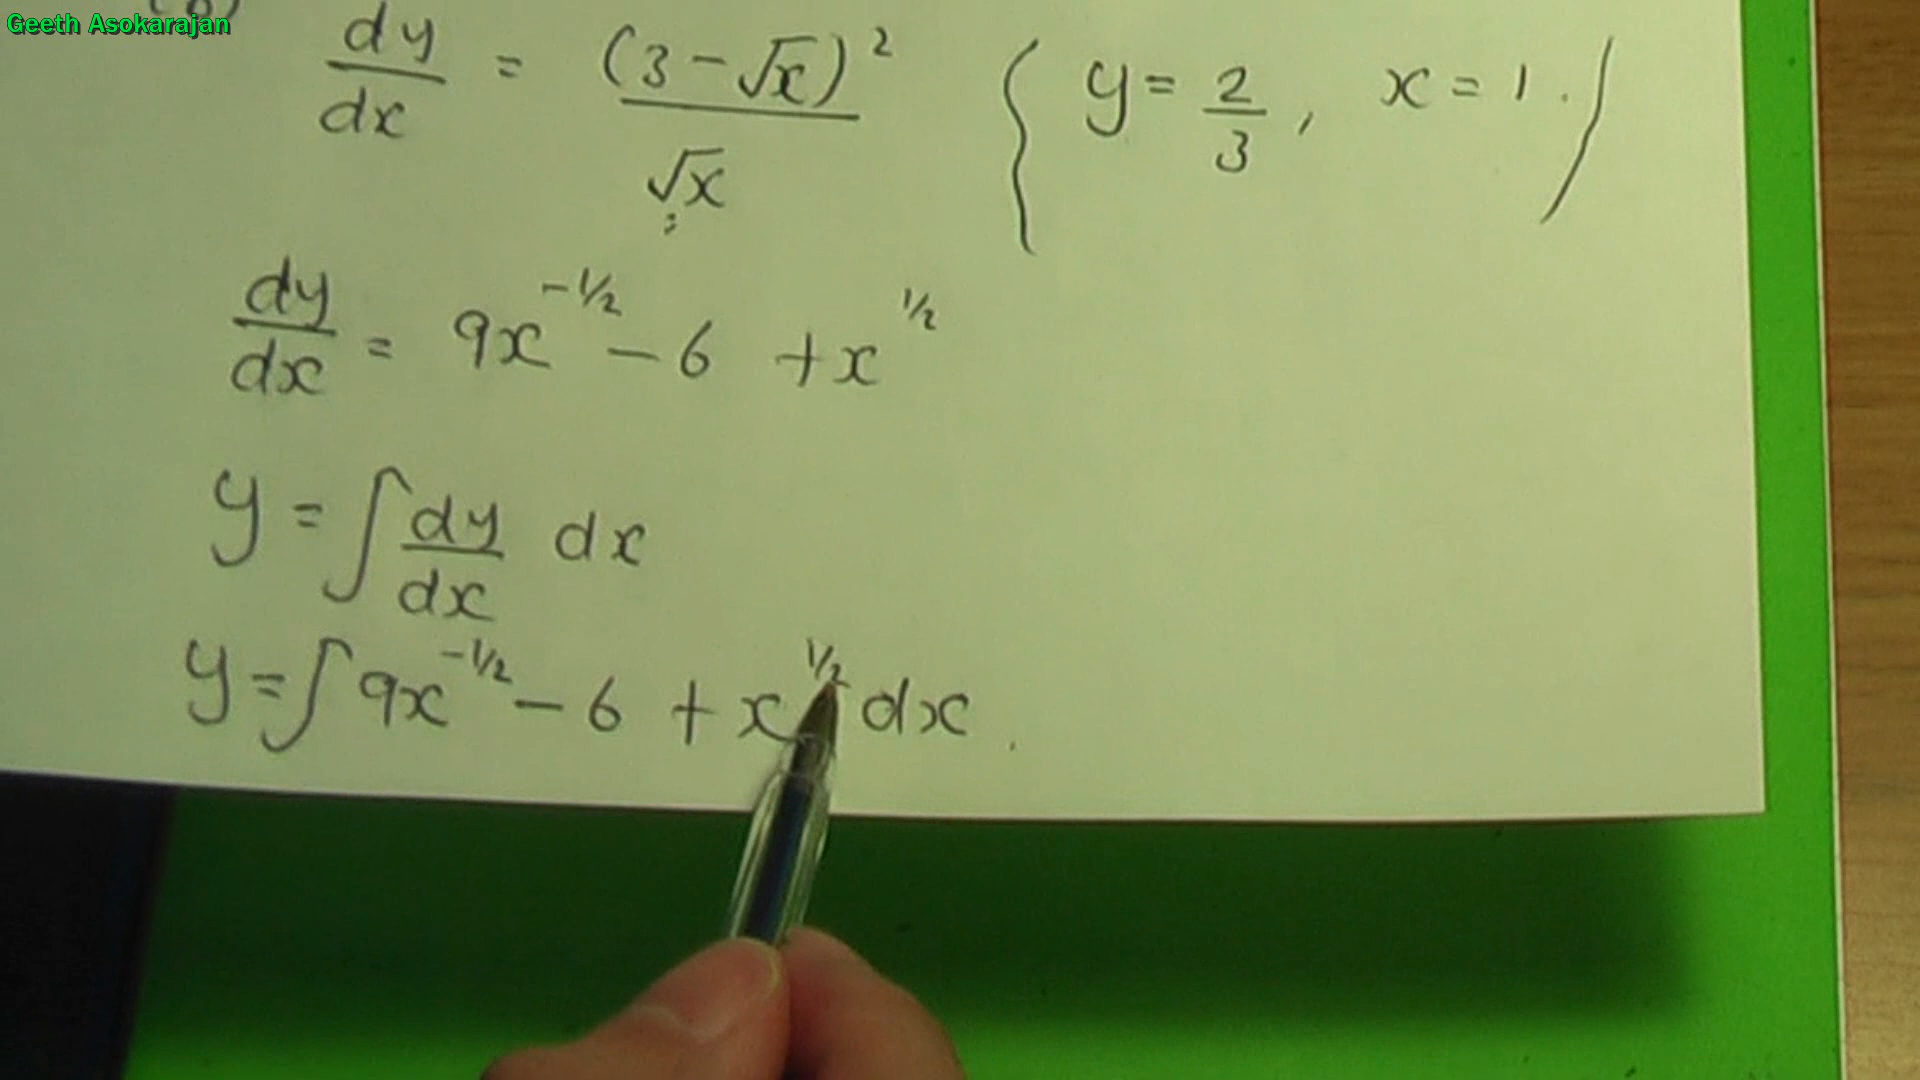 Geeth Asokarajan
dy/dx = (3 - √x)² / √x { y = 2/3, x = 1. )
dy/dx = 9x^(-1/2) - 6 + x^(1/2)
y = ∫ dy/dx dx
y = ∫ 9x^(-1/2) - 6 + x^(1/2) dx.